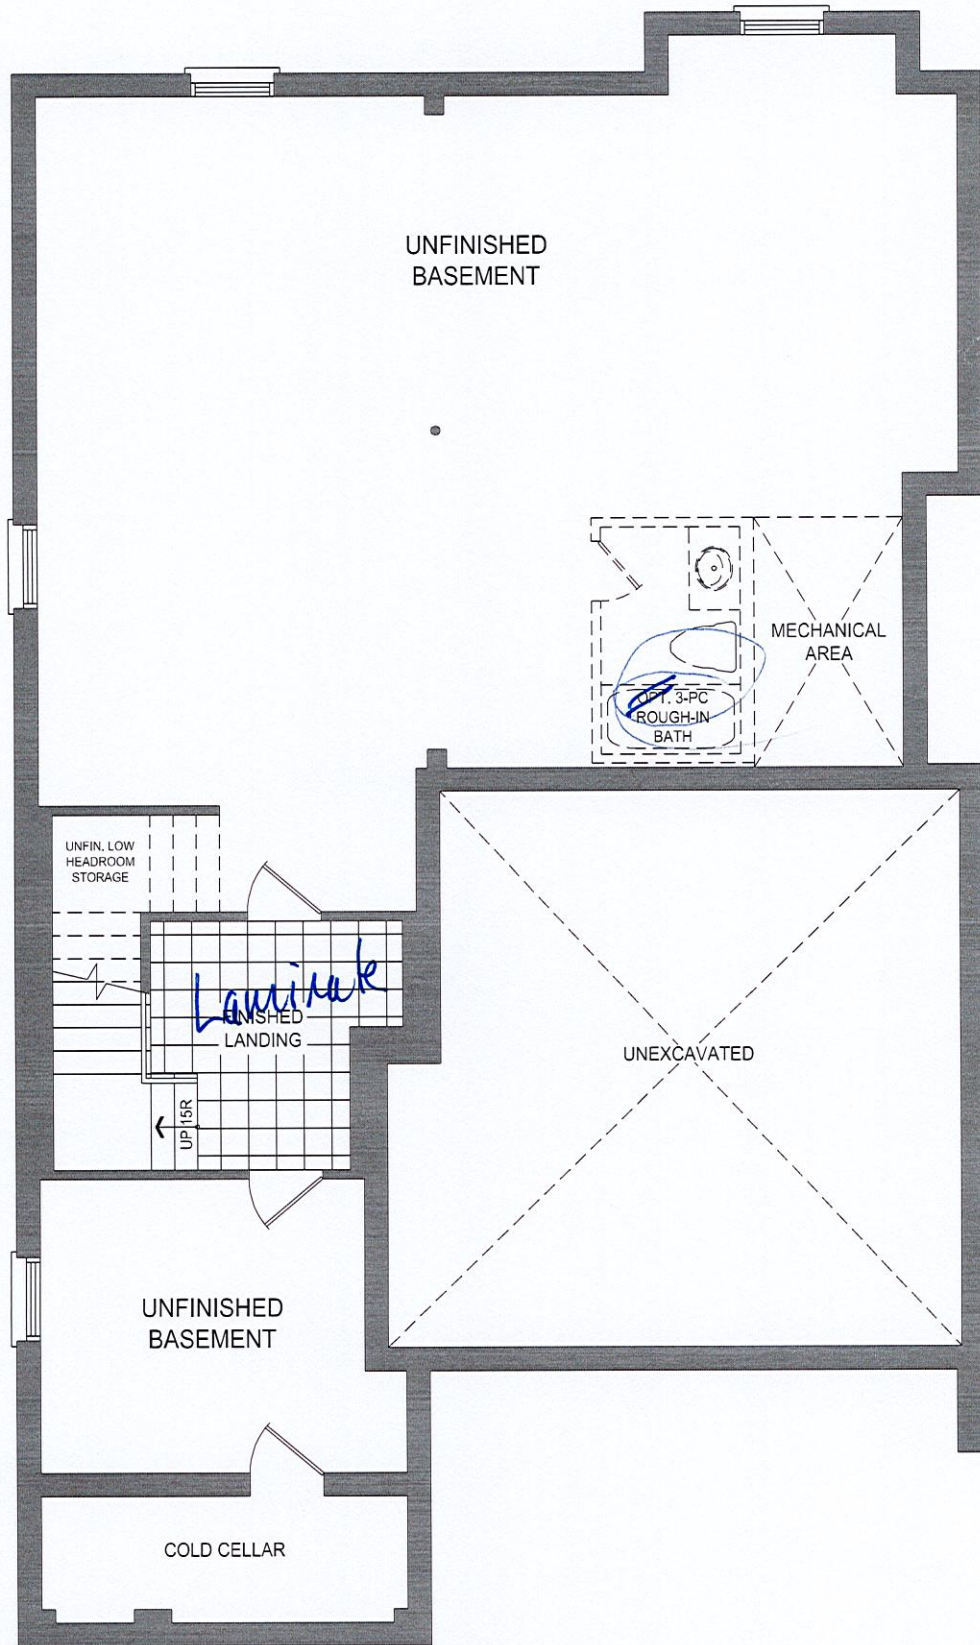 UNFINISHED
BASEMENT
MECHANICAL
AREA
OPT. 3-PC
ROUGH-IN
BATH
UNFIN. LOW
HEADROOM
STORAGE
Laminate
FINISHED
LANDING
UP 15R
UNEXCAVATED
UNFINISHED
BASEMENT
COLD CELLAR